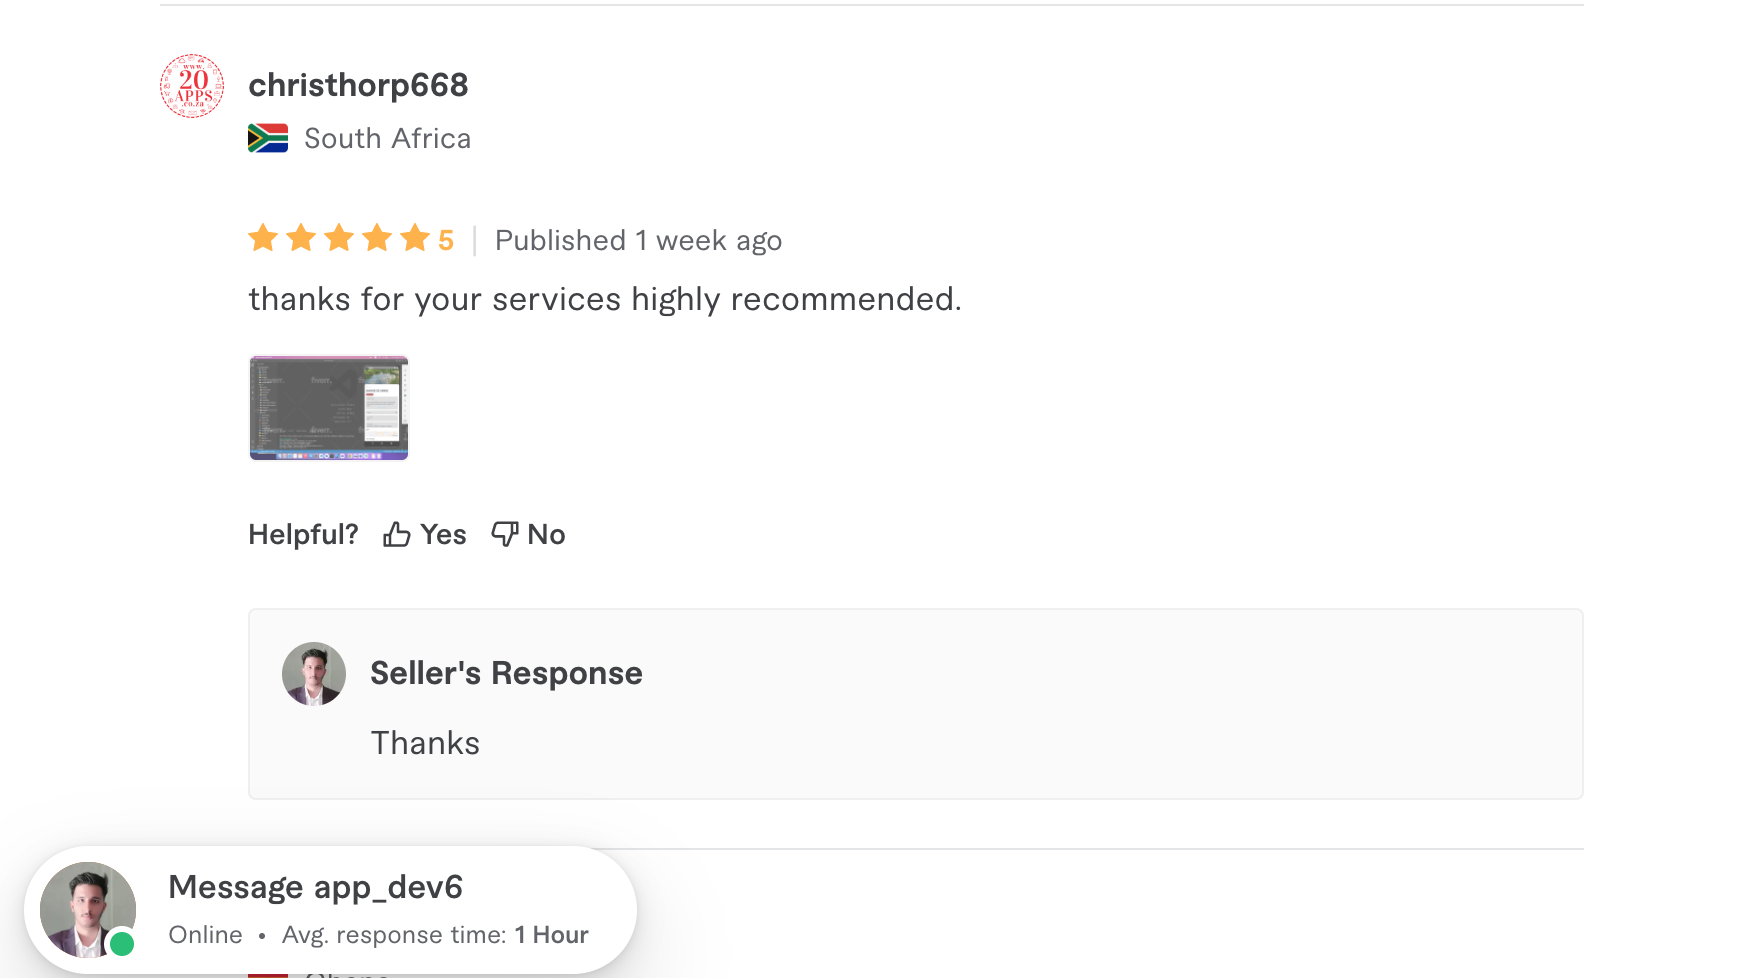 www.
20
APPS
.co.za
christhorp668
South Africa
5 | Published 1 week ago
thanks for your services highly recommended.
fiverr.
Helpful? Yes No
Seller's Response
Thanks
Message app_dev6
Online • Avg. response time: 1 Hour